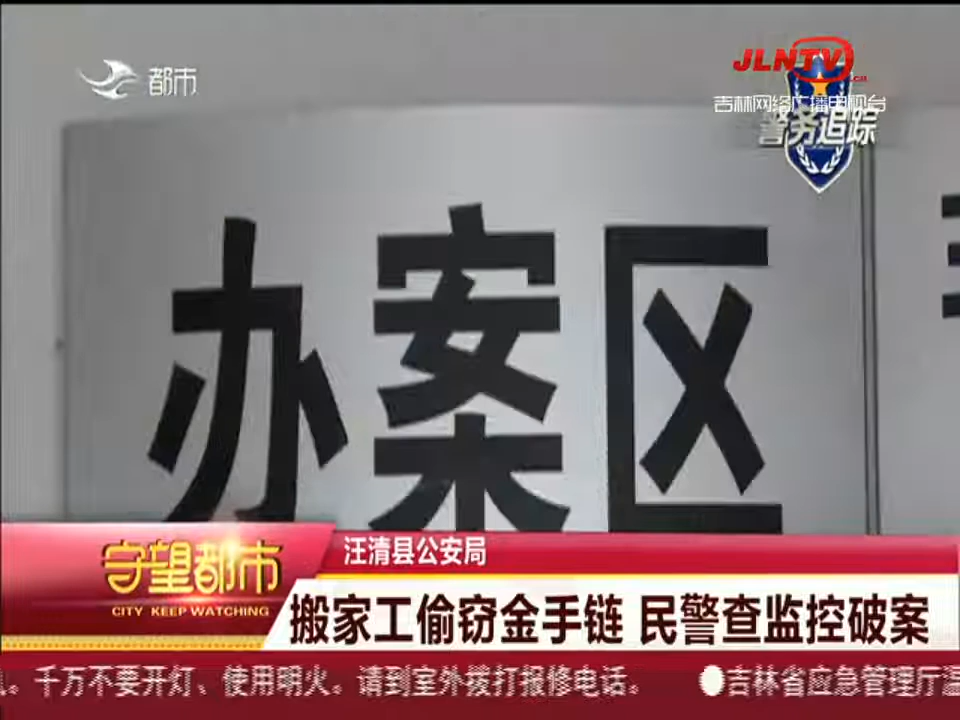 都市
JLNTV.cn
吉林网络广播电视台
警务追踪
办案区
守望都市
CITY KEEP WATCHING
汪清县公安局
搬家工偷窃金手链 民警查监控破案
千万不要开灯、使用明火。请到室外拨打报修电话。 ●吉林省应急管理厅温